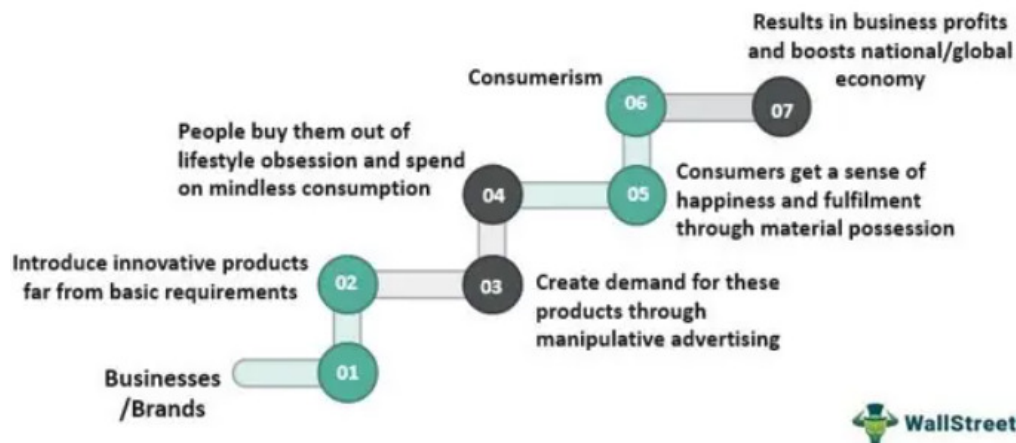 Results in business profits
and boosts national/global
economy
Consumerism
06
07
People buy them out of
lifestyle obsession and spend
on mindless consumption
04
05
Consumers get a sense of
happiness and fulfilment
through material possession
Introduce innovative products
far from basic requirements
02
03
Create demand for these
products through
manipulative advertising
Businesses
/Brands
01
WallStreet